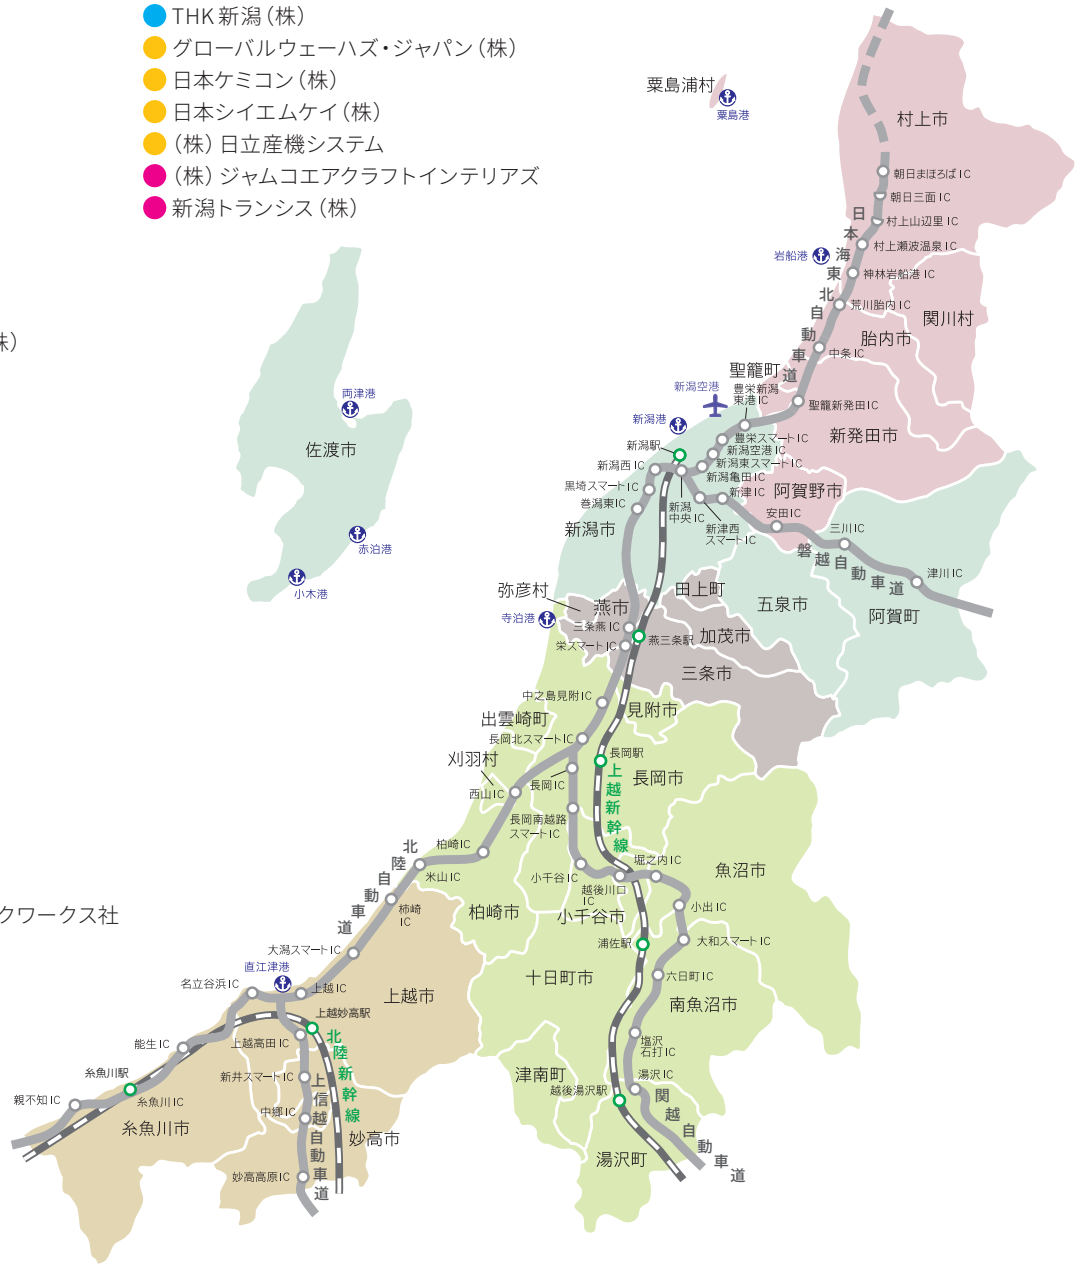 THK 新潟（株）
グローバルウェーハズ・ジャパン（株）
日本ケミコン（株）
日本シイエムケイ（株）
（株）日立産機システム
（株）ジャムコエアクラフトインテリアズ
新潟トランシス（株）
株）
クワークス社
粟島浦村
粟島港
村上市
朝日まほろばIC
朝日三面IC
村上山辺里IC
村上瀬波温泉IC
岩船港
神林岩船港IC
荒川胎内IC
関川村
胎内市
中条IC
日本海東北自動車道
聖籠町
豊栄新潟
東港IC
聖籠新発田IC
新発田市
新潟空港
新潟港
新潟駅
豊栄スマートIC
新潟空港IC
新潟東スマートIC
新潟亀田IC
新潟西IC
黒埼スマートIC
巻潟東IC
新潟
中央IC
新津IC
新津西
スマートIC
阿賀野市
安田IC
三川IC
津川IC
磐越自動車道
新潟市
両津港
佐渡市
赤泊港
小木港
弥彦村
寺泊港
燕市
田上町
五泉市
阿賀町
三条燕IC
燕三条駅
加茂市
栄スマートIC
三条市
中之島見附IC
見附市
出雲崎町
長岡北スマートIC
長岡駅
刈羽村
長岡IC
長岡市
西山IC
上越新幹線
長岡南越路
スマートIC
柏崎IC
北陸自動車道
米山IC
小千谷IC
堀之内IC
魚沼市
越後川口
IC
柿崎
IC
柏崎市
小千谷市
小出IC
大潟スマートIC
浦佐駅
大和スマートIC
直江津港
名立谷浜IC
上越IC
上越市
十日町市
六日町IC
南魚沼市
上越妙高駅
能生IC
上越高田IC
北陸新幹線
塩沢
石打IC
糸魚川駅
新井スマートIC
津南町
湯沢IC
越後湯沢駅
親不知IC
糸魚川IC
中郷IC
上信越自動車道
関越自動車道
糸魚川市
妙高市
湯沢町
妙高高原IC